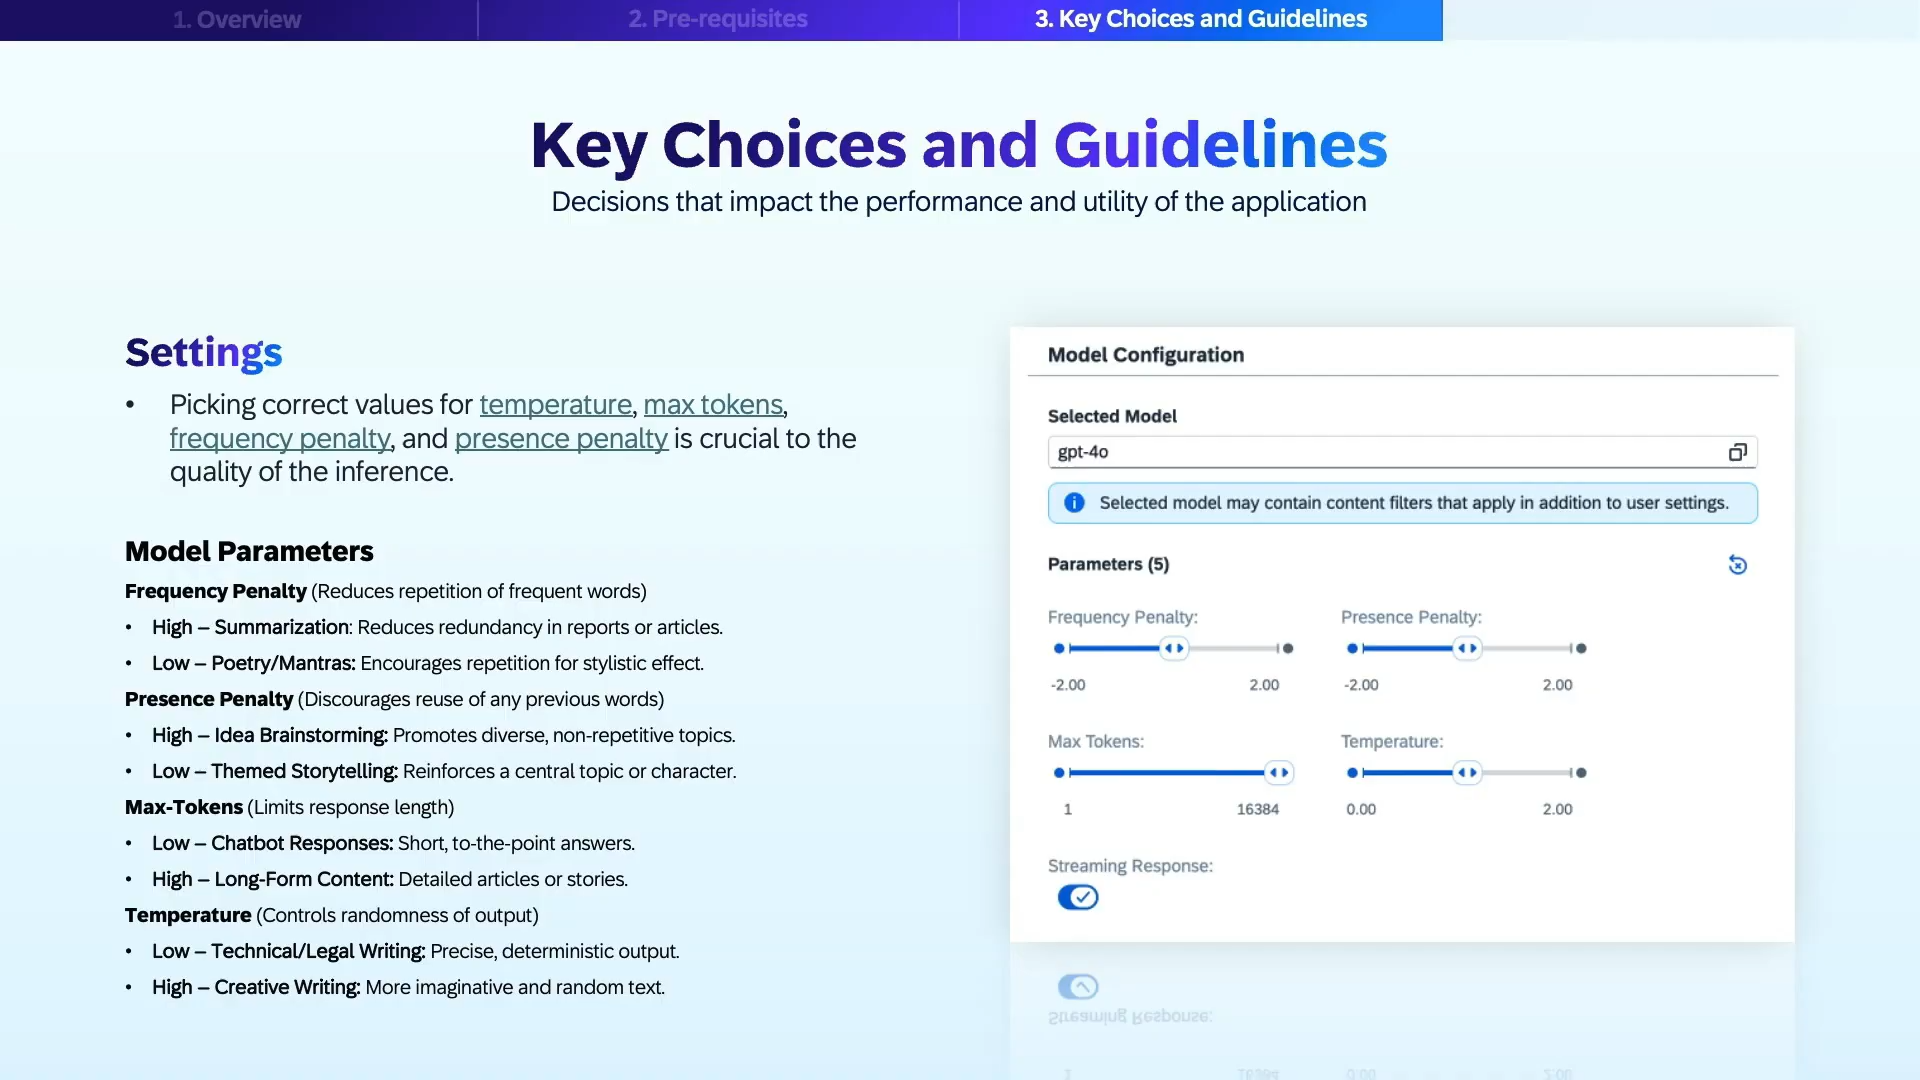 1. Overview
2. Pre-requisites
3. Key Choices and Guidelines
Key Choices and Guidelines
Decisions that impact the performance and utility of the application
Settings
• Picking correct values for temperature, max tokens,
frequency penalty, and presence penalty is crucial to the
quality of the inference.
Model Parameters
Frequency Penalty (Reduces repetition of frequent words)
• High – Summarization: Reduces redundancy in reports or articles.
• Low – Poetry/Mantras: Encourages repetition for stylistic effect.
Presence Penalty (Discourages reuse of any previous words)
• High – Idea Brainstorming: Promotes diverse, non-repetitive topics.
• Low – Themed Storytelling: Reinforces a central topic or character.
Max-Tokens (Limits response length)
• Low – Chatbot Responses: Short, to-the-point answers.
• High – Long-Form Content: Detailed articles or stories.
Temperature (Controls randomness of output)
• Low – Technical/Legal Writing: Precise, deterministic output.
• High – Creative Writing: More imaginative and random text.
Model Configuration
Selected Model
gpt-4o
Selected model may contain content filters that apply in addition to user settings.
Parameters (5)
Frequency Penalty: Presence Penalty:
-2.00 2.00 -2.00 2.00
Max Tokens: Temperature:
1 16384 0.00 2.00
Streaming Response:
Streaming Response:
1 16384 0.00 2.00